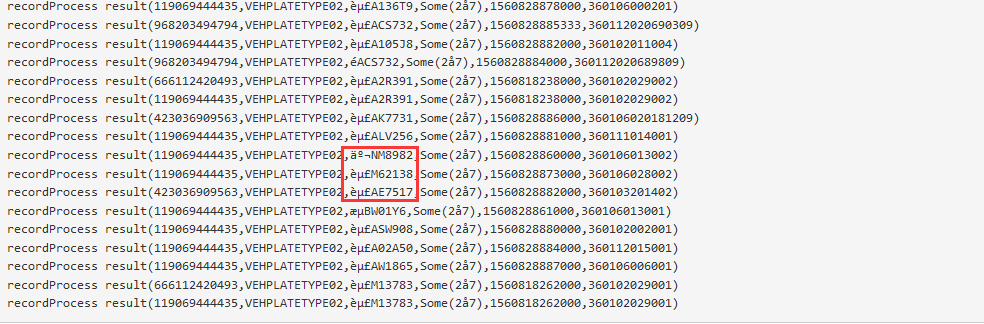 recordProcess result(119069444435,VEHPLATETYPE02,èµ£A136T9,Some(2å7),1560828878000,360106000201)
recordProcess result(968203494794,VEHPLATETYPE02,èµ£ACS732,Some(2å7),1560828885333,360112020690309)
recordProcess result(119069444435,VEHPLATETYPE02,èµ£A105J8,Some(2å7),1560828882000,360102011004)
recordProcess result(968203494794,VEHPLATETYPE02,éACS732,Some(2å7),1560828884000,360112020689809)
recordProcess result(666112420493,VEHPLATETYPE02,èµ£A2R391,Some(2å7),1560818238000,360102029002)
recordProcess result(119069444435,VEHPLATETYPE02,èµ£A2R391,Some(2å7),1560818238000,360102029002)
recordProcess result(423036909563,VEHPLATETYPE02,èµ£AK7731,Some(2å7),1560828886000,360106020181209)
recordProcess result(119069444435,VEHPLATETYPE02,èµ£ALV256,Some(2å7),1560828881000,360111014001)
recordProcess result(119069444435,VEHPLATETYPE02,äº¬NM8982,Some(2å7),1560828860000,360106013002)
recordProcess result(119069444435,VEHPLATETYPE02,èµ£M62138,Some(2å7),1560828873000,360106028002)
recordProcess result(423036909563,VEHPLATETYPE02,èµ£AE7517,Some(2å7),1560828882000,360103201402)
recordProcess result(119069444435,VEHPLATETYPE02,æµBW01Y6,Some(2å7),1560828861000,360106013001)
recordProcess result(119069444435,VEHPLATETYPE02,èµ£ASW908,Some(2å7),1560828880000,360102002001)
recordProcess result(119069444435,VEHPLATETYPE02,èµ£A02A50,Some(2å7),1560828884000,360112015001)
recordProcess result(119069444435,VEHPLATETYPE02,èµ£AW1865,Some(2å7),1560828887000,360106006001)
recordProcess result(666112420493,VEHPLATETYPE02,èµ£M13783,Some(2å7),1560818262000,360102029001)
recordProcess result(119069444435,VEHPLATETYPE02,èµ£M13783,Some(2å7),1560818262000,360102029001)